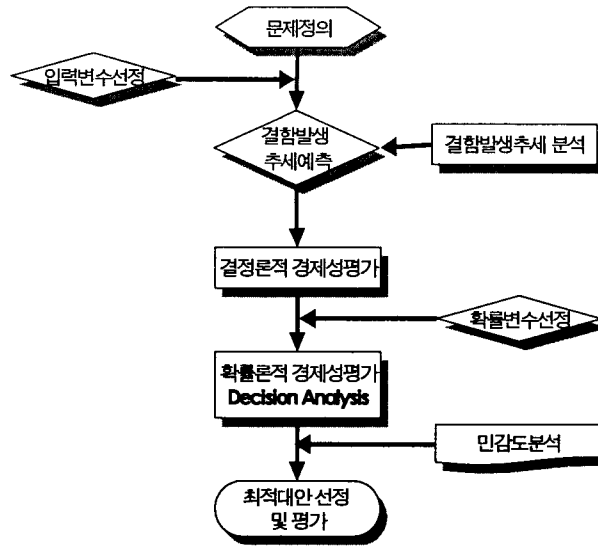 문제정의
입력변수선정
결함발생
추세예측
결함발생추세 분석
결정론적 경제성평가
확률변수선정
확률론적 경제성평가
Decision Analysis
민감도분석
최적대안 선정
및 평가